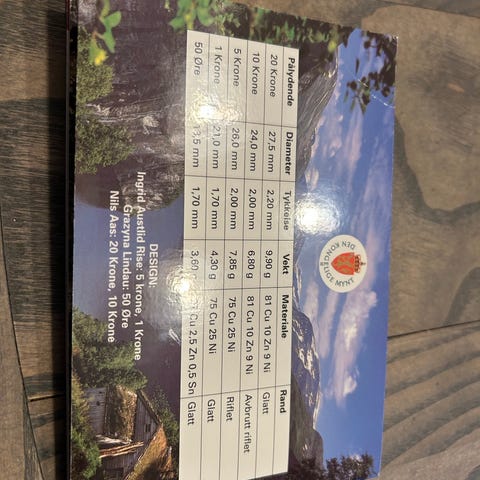 DEN KONGELIGE MYNT
Pålydende Diameter Tykkelse Vekt Materiale Rand
20 Krone 27,5 mm 2,20 mm 9,90 g 81 Cu 10 Zn 9 Ni Glatt
10 Krone 24,0 mm 2,00 mm 6,80 g 81 Cu 10 Zn 9 Ni Avbrutt riflet
5 Krone 26,0 mm 2,00 mm 7,85 g 75 Cu 25 Ni Riflet
1 Krone 21,0 mm 1,70 mm 4,30 g 75 Cu 25 Ni Glatt
50 Øre mm 1,70 mm 3,60 Cu 2,5 Zn 0,5 Sn Glatt
DESIGN:
Ingrid Austlid Rise: 5 krone, 1 Krone
Grazyna Lindau: 50 Øre
Nils Aas: 20 Krone, 10 Krone